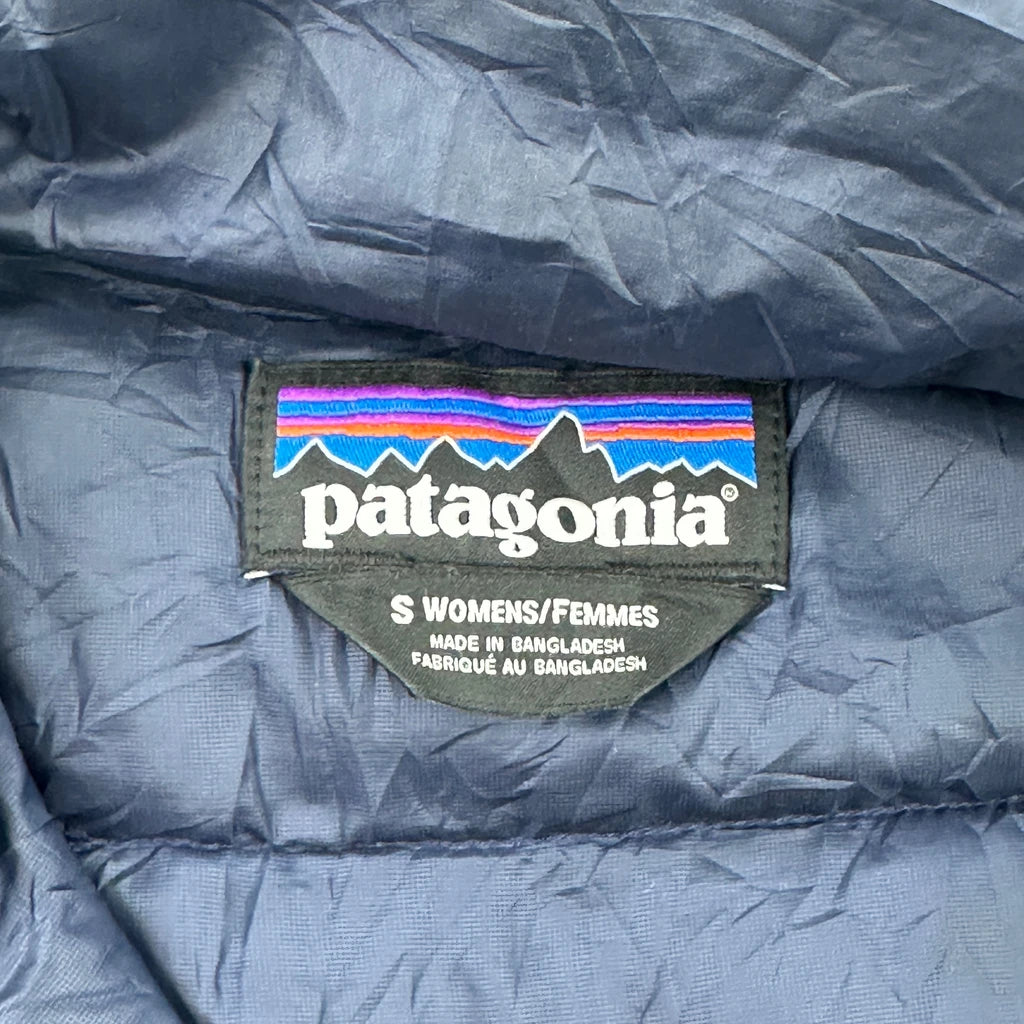 patagonia®
S WOMENS/FEMMES
MADE IN BANGLADESH
FABRIQUÉ AU BANGLADESH